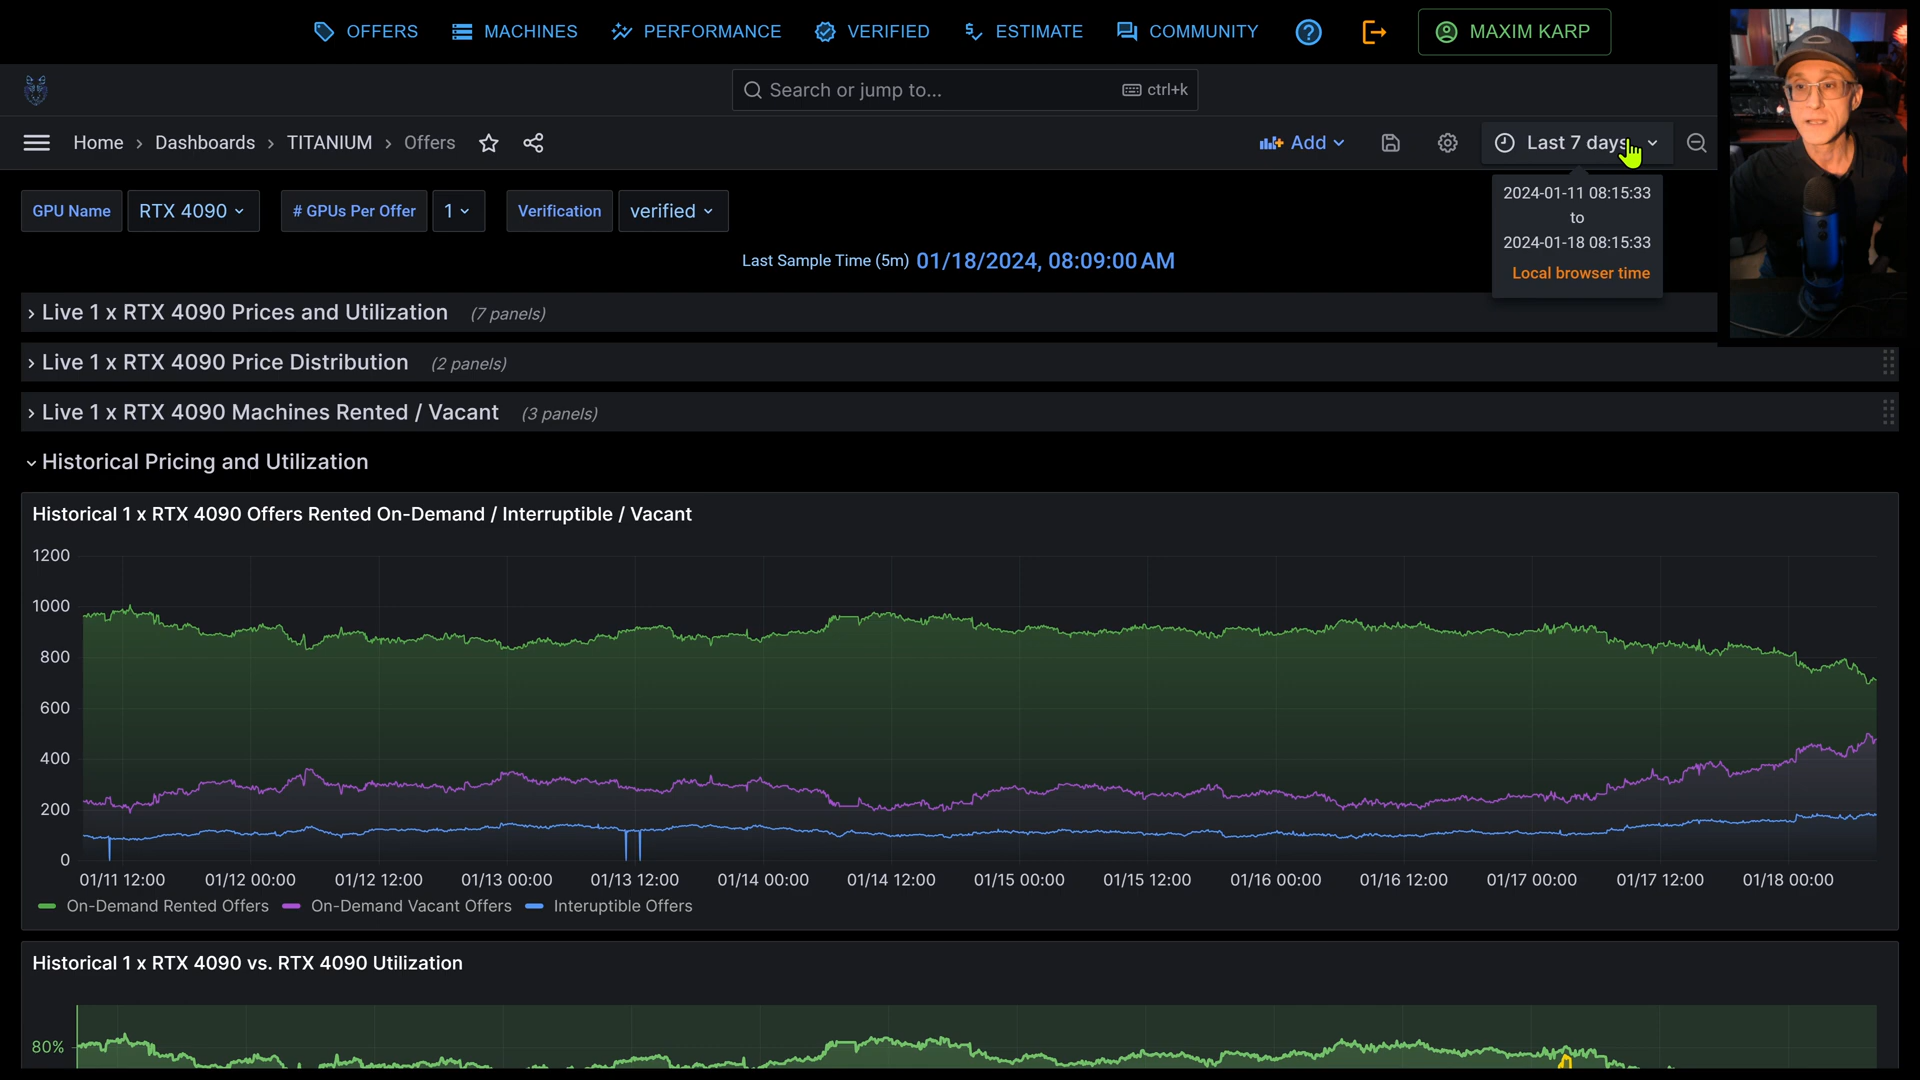 OFFERS MACHINES PERFORMANCE VERIFIED ESTIMATE COMMUNITY ? MAXIM KARP
Search or jump to... ctrl+k
Home › Dashboards › TITANIUM › Offers Add Last 7 days
2024-01-11 08:15:33
to
2024-01-18 08:15:33
Local browser time
GPU Name RTX 4090 # GPUs Per Offer 1 Verification verified
Last Sample Time (5m) 01/18/2024, 08:09:00 AM
Live 1 x RTX 4090 Prices and Utilization (7 panels)
Live 1 x RTX 4090 Price Distribution (2 panels)
Live 1 x RTX 4090 Machines Rented / Vacant (3 panels)
Historical Pricing and Utilization
Historical 1 x RTX 4090 Offers Rented On-Demand / Interruptible / Vacant
1200
1000
800
600
400
200
0
01/11 12:00 01/12 00:00 01/12 12:00 01/13 00:00 01/13 12:00 01/14 00:00 01/14 12:00 01/15 00:00 01/15 12:00 01/16 00:00 01/16 12:00 01/17 00:00 01/17 12:00 01/18 00:00
On-Demand Rented Offers On-Demand Vacant Offers Interuptible Offers
Historical 1 x RTX 4090 vs. RTX 4090 Utilization
80%